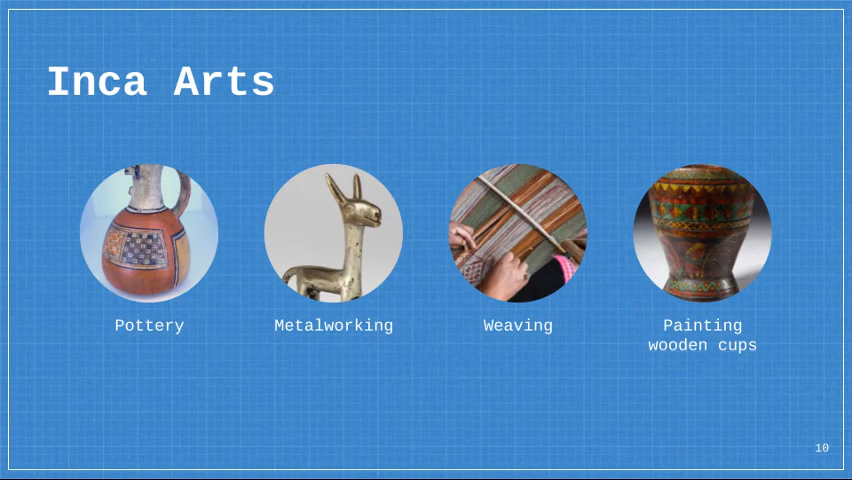 Inca Arts
Pottery
Metalworking
Weaving
Painting
wooden cups
10